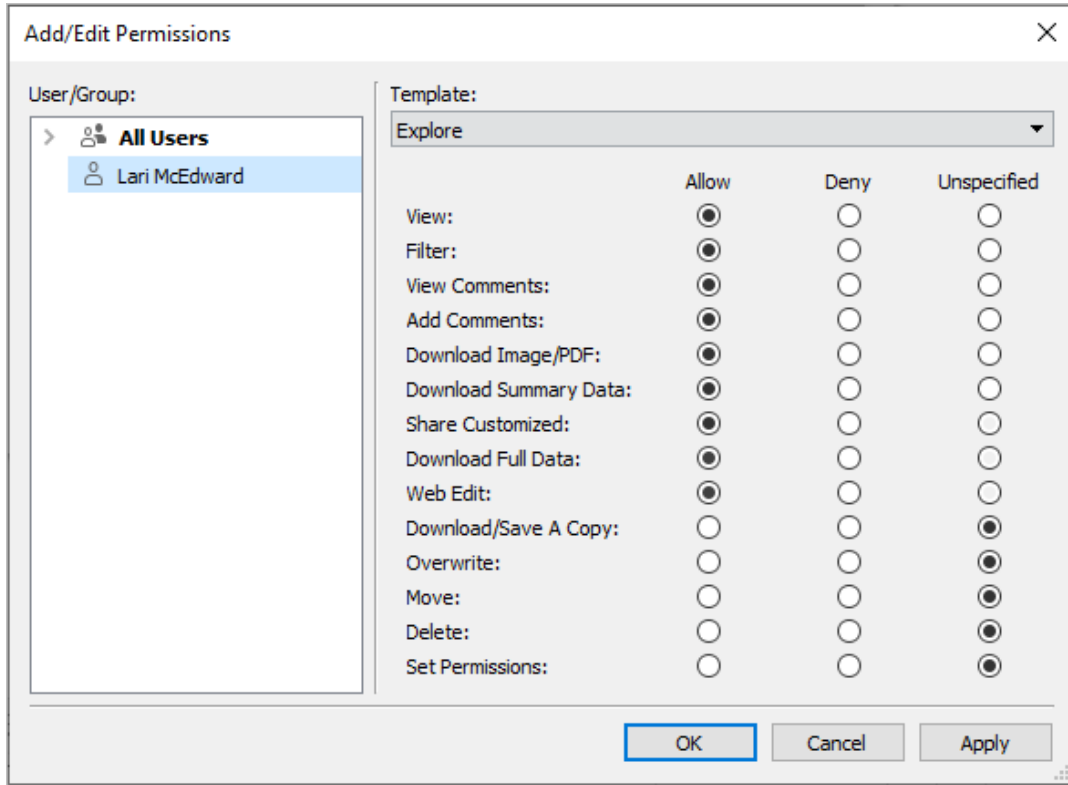 Add/Edit Permissions
User/Group:
All Users
Lari McEdward
Template:
Explore
Allow Deny Unspecified
View:
Filter:
View Comments:
Add Comments:
Download Image/PDF:
Download Summary Data:
Share Customized:
Download Full Data:
Web Edit:
Download/Save A Copy:
Overwrite:
Move:
Delete:
Set Permissions:
OK Cancel Apply